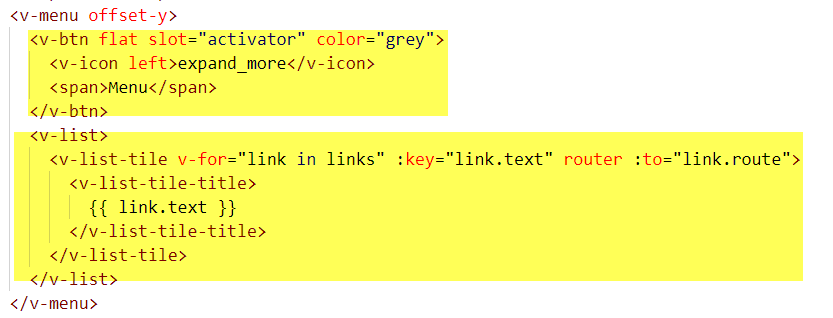 <v-menu offset-y>
<v-btn flat slot="activator" color="grey">
<v-icon left>expand_more</v-icon>
<span>Menu</span>
</v-btn>
<v-list>
<v-list-tile v-for="link in links" :key="link.text" router :to="link.route">
<v-list-tile-title>
{{ link.text }}
</v-list-tile-title>
</v-list-tile>
</v-list>
</v-menu>